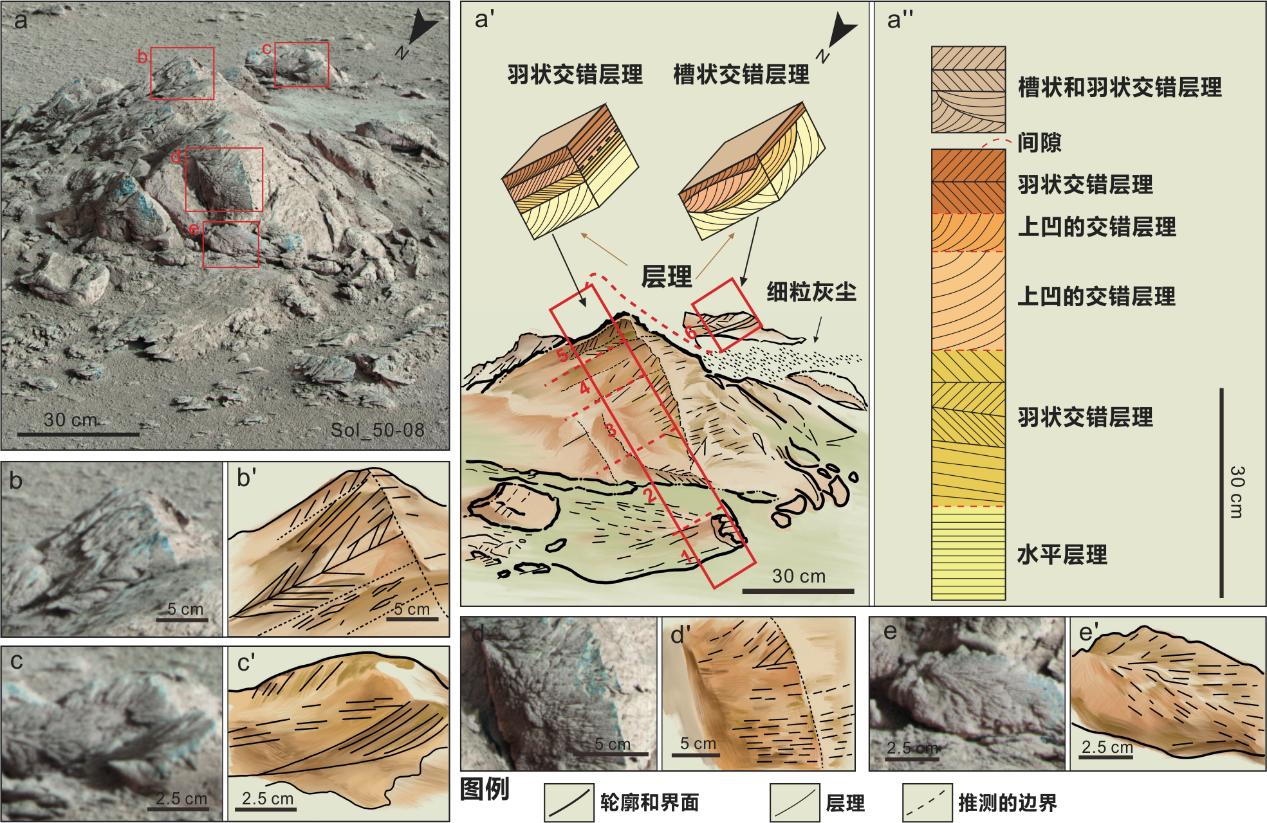 a
b
c
d
e
30 cm
Sol_50-08
a'
N
羽状交错层理
槽状交错层理
层理
细粒灰尘
6
5
4
3
2
1
30 cm
a''
槽状和羽状交错层理
间隙
羽状交错层理
上凹的交错层理
上凹的交错层理
羽状交错层理
水平层理
30 cm
b
5 cm
b'
5 cm
c
2.5 cm
c'
2.5 cm
d
5 cm
d'
5 cm
e
2.5 cm
e'
2.5 cm
图例
轮廓和界面
层理
推测的边界
N